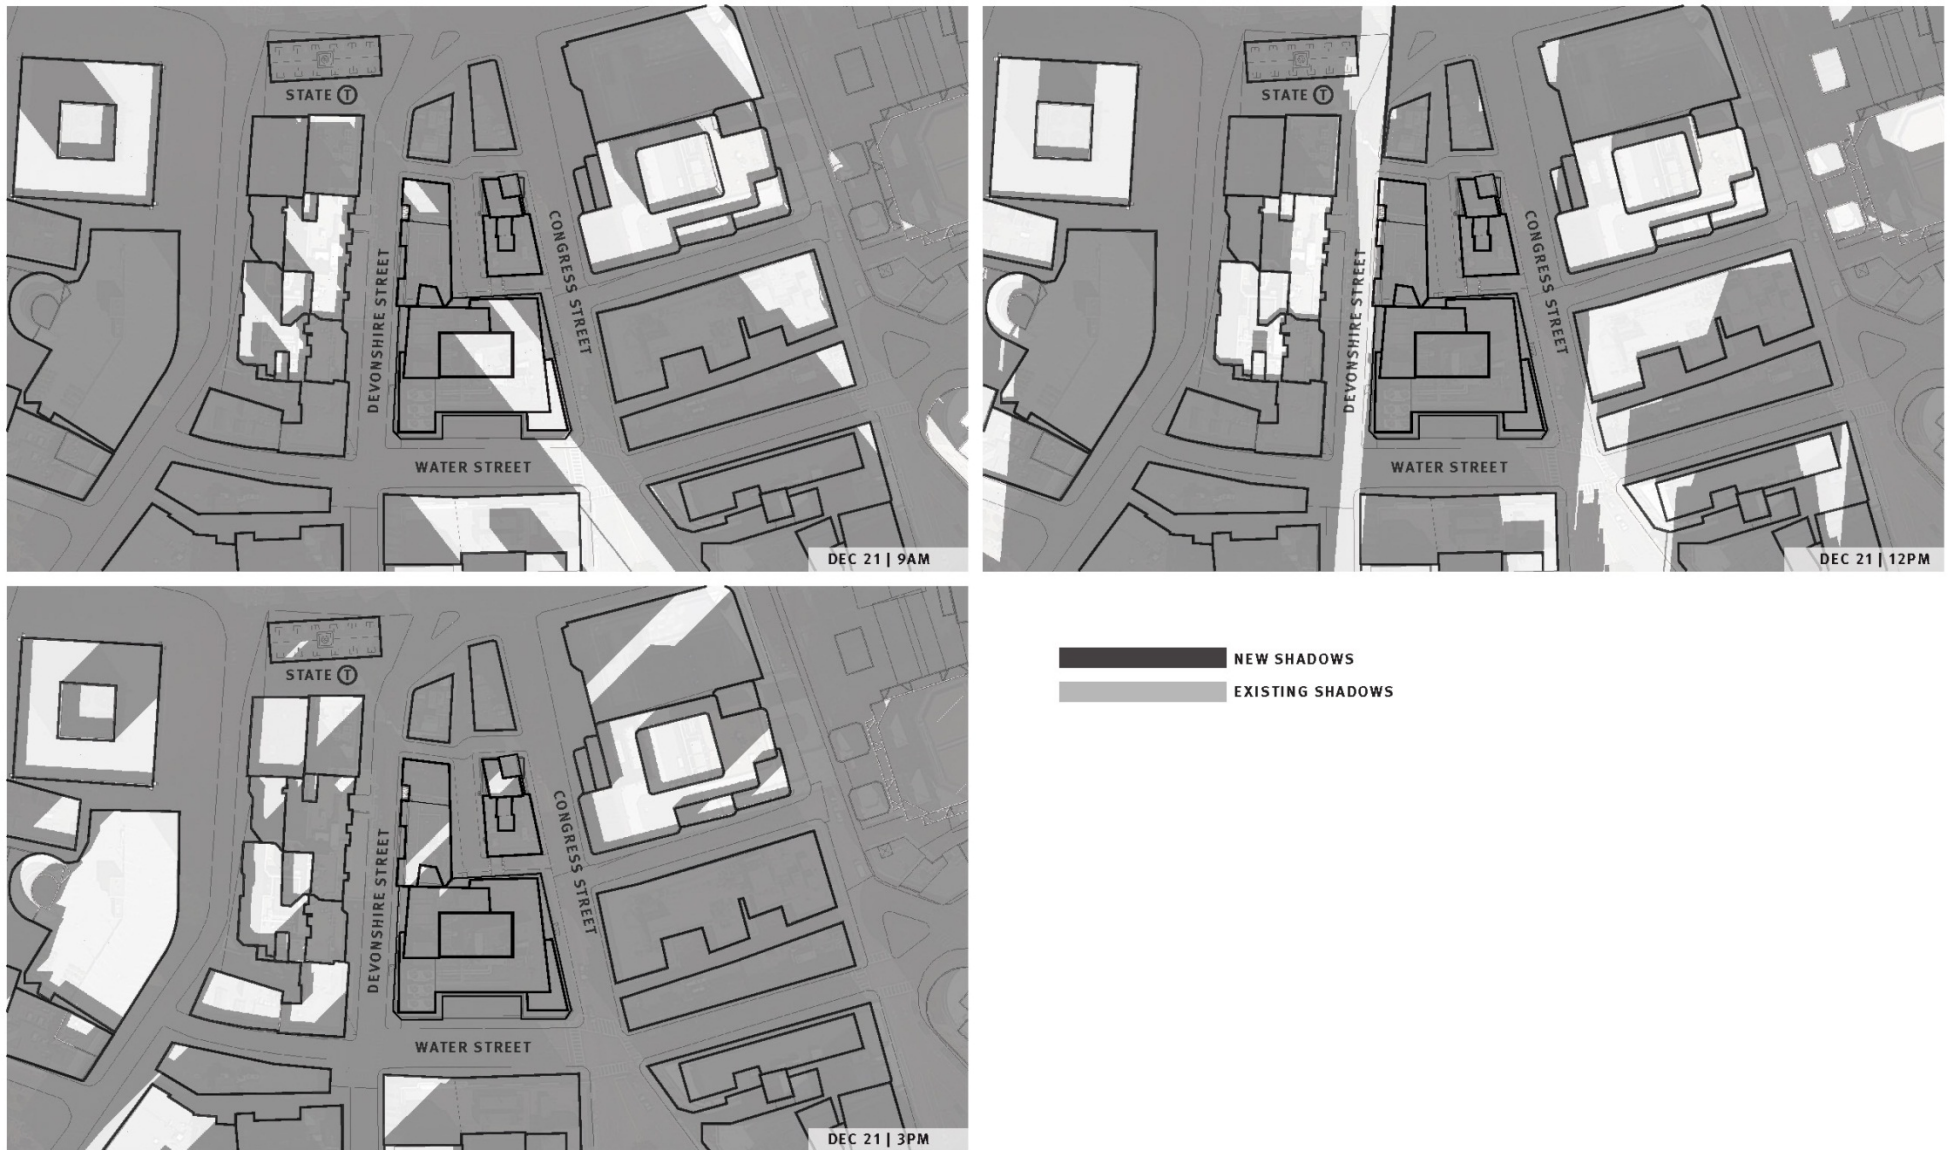 STATE T
DEVONSHIRE STREET
CONGRESS STREET
WATER STREET
DEC 21 | 9AM
STATE T
DEVONSHIRE STREET
CONGRESS STREET
WATER STREET
DEC 21 | 12PM
STATE T
DEVONSHIRE STREET
CONGRESS STREET
WATER STREET
DEC 21 | 3PM
NEW SHADOWS
EXISTING SHADOWS